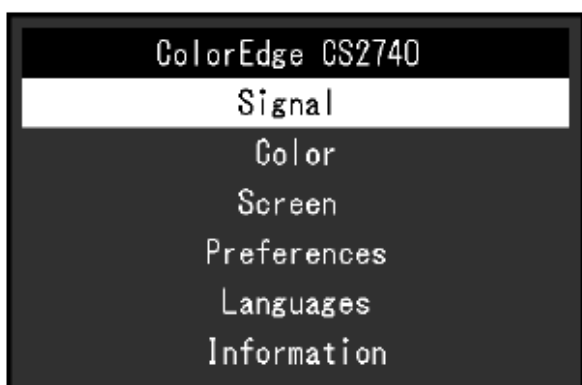 ColorEdge CS2740
Signal
Color
Screen
Preferences
Languages
Information